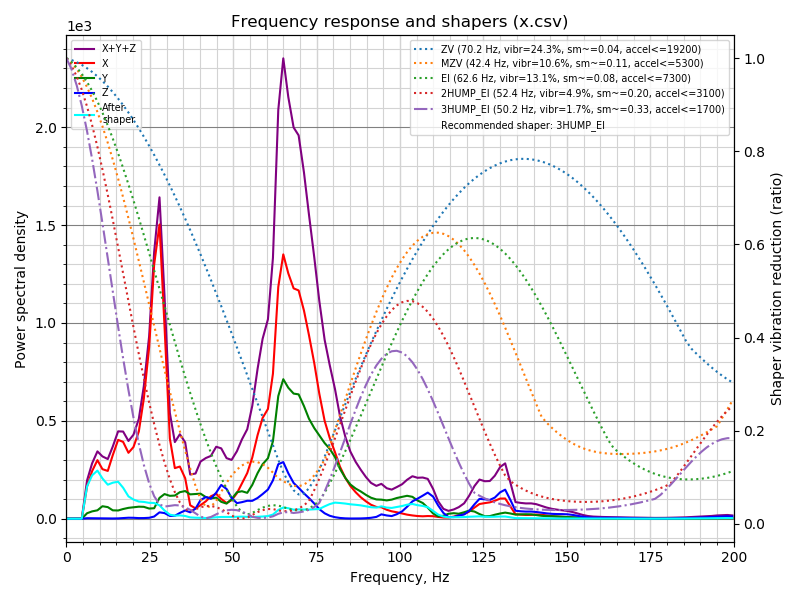 Frequency response and shapers (x.csv)
1e3
X+Y+Z
X
Y
Z
After
shaper
ZV (70.2 Hz, vibr=24.3%, sm~=0.04, accel<=19200)
MZV (42.4 Hz, vibr=10.6%, sm~=0.11, accel<=5300)
EI (62.6 Hz, vibr=13.1%, sm~=0.08, accel<=7300)
2HUMP_EI (52.4 Hz, vibr=4.9%, sm~=0.20, accel<=3100)
3HUMP_EI (50.2 Hz, vibr=1.7%, sm~=0.33, accel<=1700)
Recommended shaper: 3HUMP_EI
Power spectral density
2.0
1.5
1.0
0.5
0.0
1.0
0.8
0.6
0.4
0.2
0.0
Shaper vibration reduction (ratio)
0 25 50 75 100 125 150 175 200
Frequency, Hz